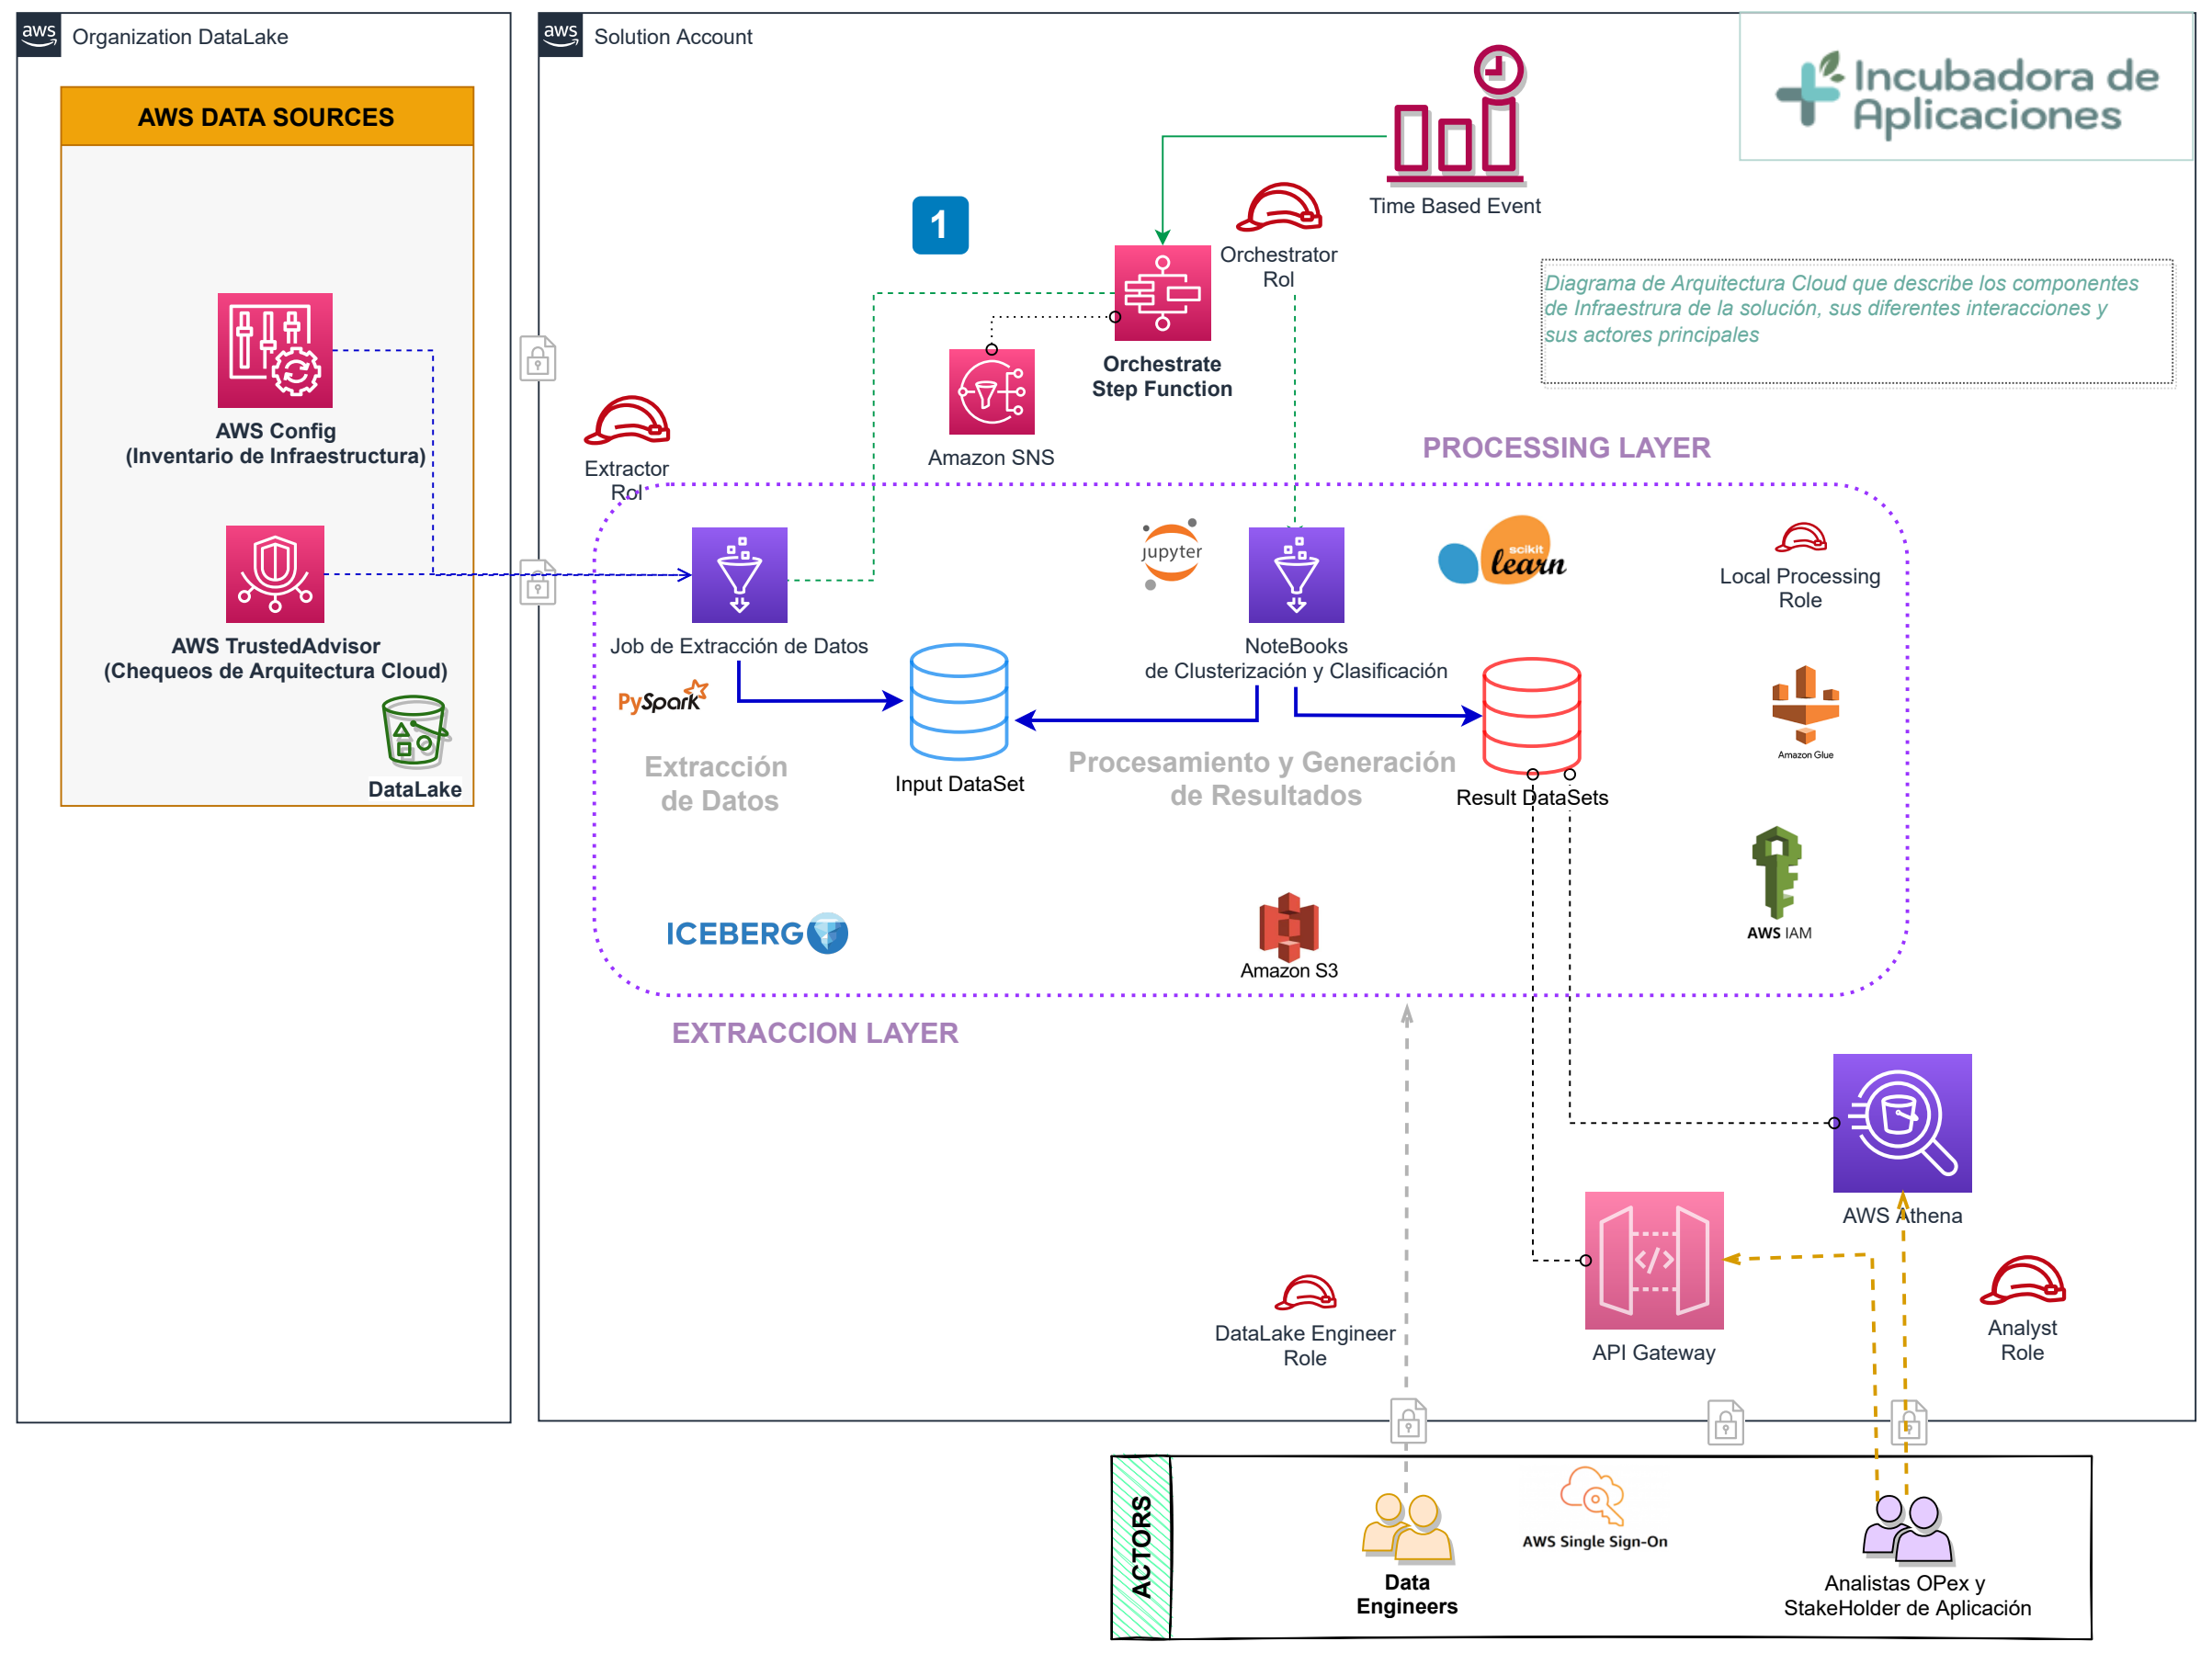 aws
Organization DataLake
AWS DATA SOURCES
AWS Config
(Inventario de Infraestructura)
AWS TrustedAdvisor
(Chequeos de Arquitectura Cloud)
DataLake
aws
Solution Account
Incubadora de
Aplicaciones
Time Based Event
1
Orchestrator
Rol
Diagrama de Arquitectura Cloud que describe los componentes
de Infraestrura de la solución, sus diferentes interacciones y
sus actores principales
Orchestrate
Step Function
Amazon SNS
Extractor
Rol
PROCESSING LAYER
jupyter
scikit
learn
Local Processing
Role
Job de Extracción de Datos
NoteBooks
de Clusterización y Clasificación
PySpark
Extracción
de Datos
Input DataSet
Procesamiento y Generación
de Resultados
Result DataSets
Amazon Glue
AWS IAM
ICEBERG
Amazon S3
EXTRACCION LAYER
AWS Athena
API Gateway
DataLake Engineer
Role
Analyst
Role
ACTORS
Data
Engineers
AWS Single Sign-On
Analistas OPex y
StakeHolder de Aplicación